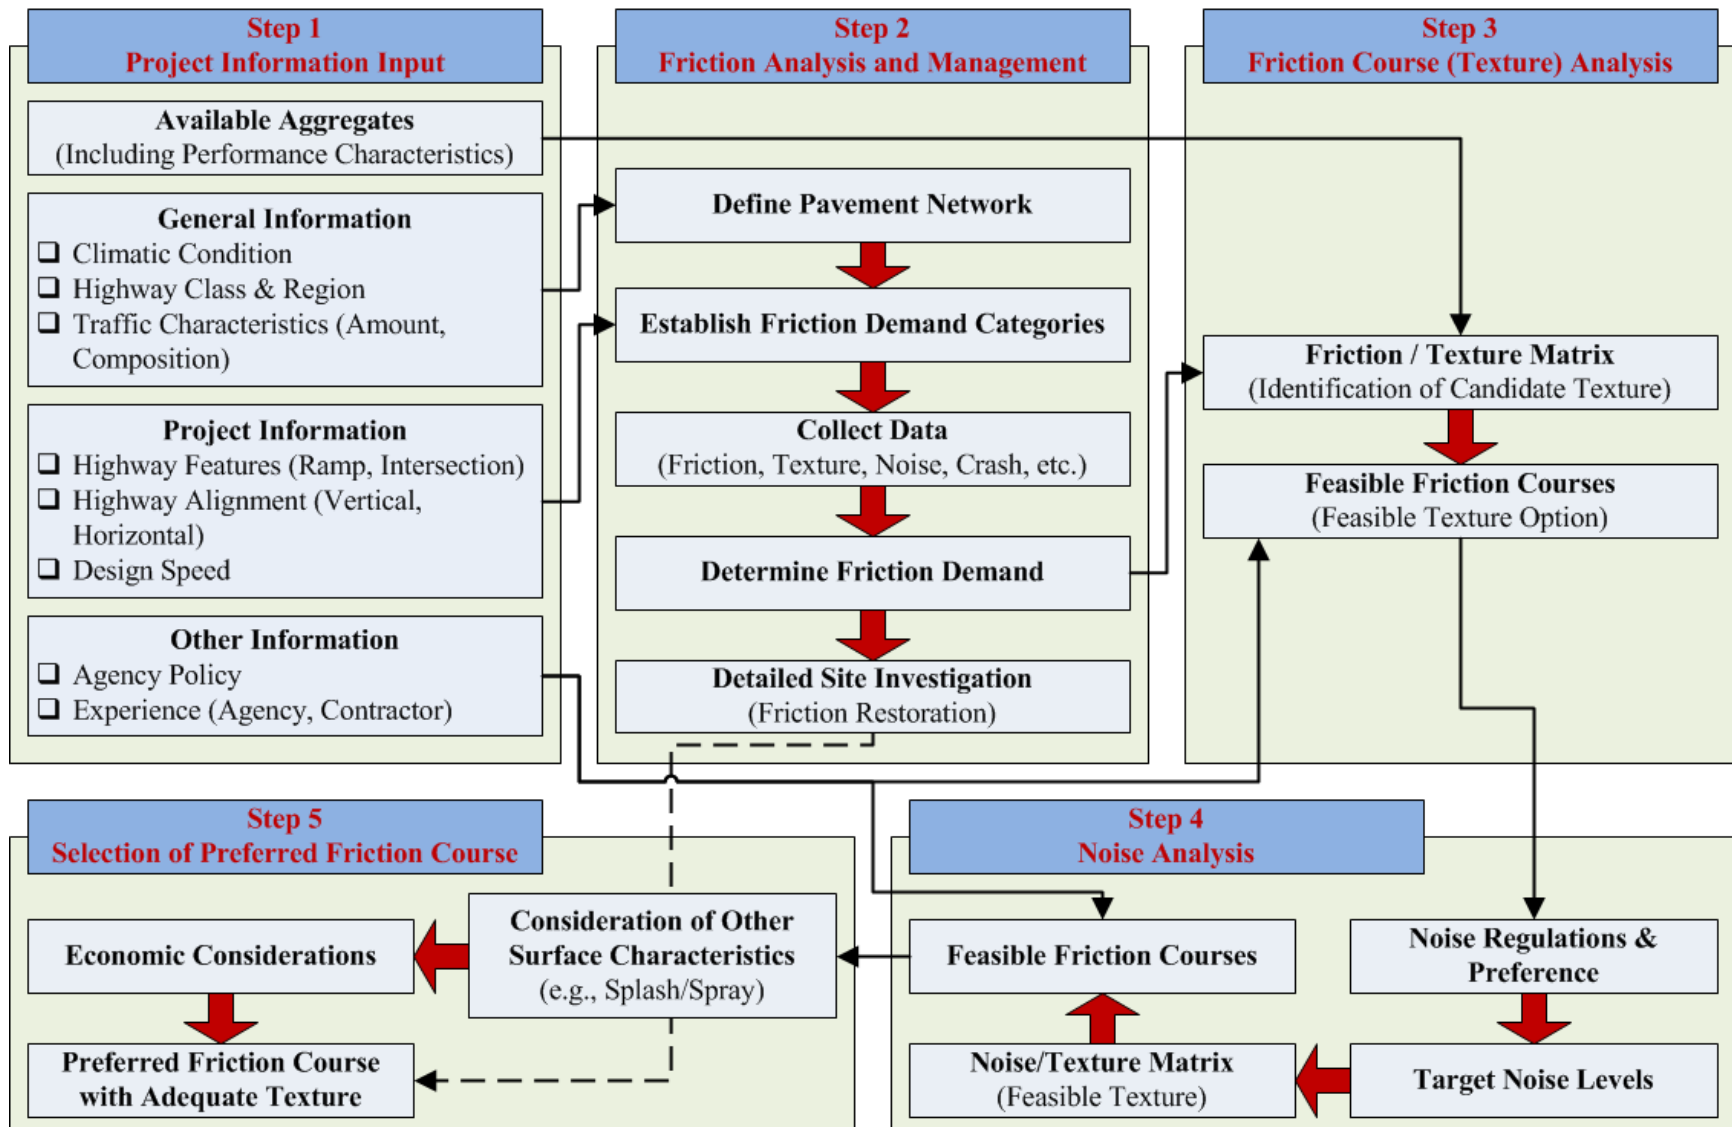 Step 1
Project Information Input
Available Aggregates
(Including Performance Characteristics)
General Information
Climatic Condition
Highway Class & Region
Traffic Characteristics (Amount,
Composition)
Project Information
Highway Features (Ramp, Intersection)
Highway Alignment (Vertical,
Horizontal)
Design Speed
Other Information
Agency Policy
Experience (Agency, Contractor)
Step 2
Friction Analysis and Management
Define Pavement Network
Establish Friction Demand Categories
Collect Data
(Friction, Texture, Noise, Crash, etc.)
Determine Friction Demand
Detailed Site Investigation
(Friction Restoration)
Step 3
Friction Course (Texture) Analysis
Friction / Texture Matrix
(Identification of Candidate Texture)
Feasible Friction Courses
(Feasible Texture Option)
Step 4
Noise Analysis
Noise Regulations &
Preference
Target Noise Levels
Noise/Texture Matrix
(Feasible Texture)
Feasible Friction Courses
Step 5
Selection of Preferred Friction Course
Consideration of Other
Surface Characteristics
(e.g., Splash/Spray)
Economic Considerations
Preferred Friction Course
with Adequate Texture